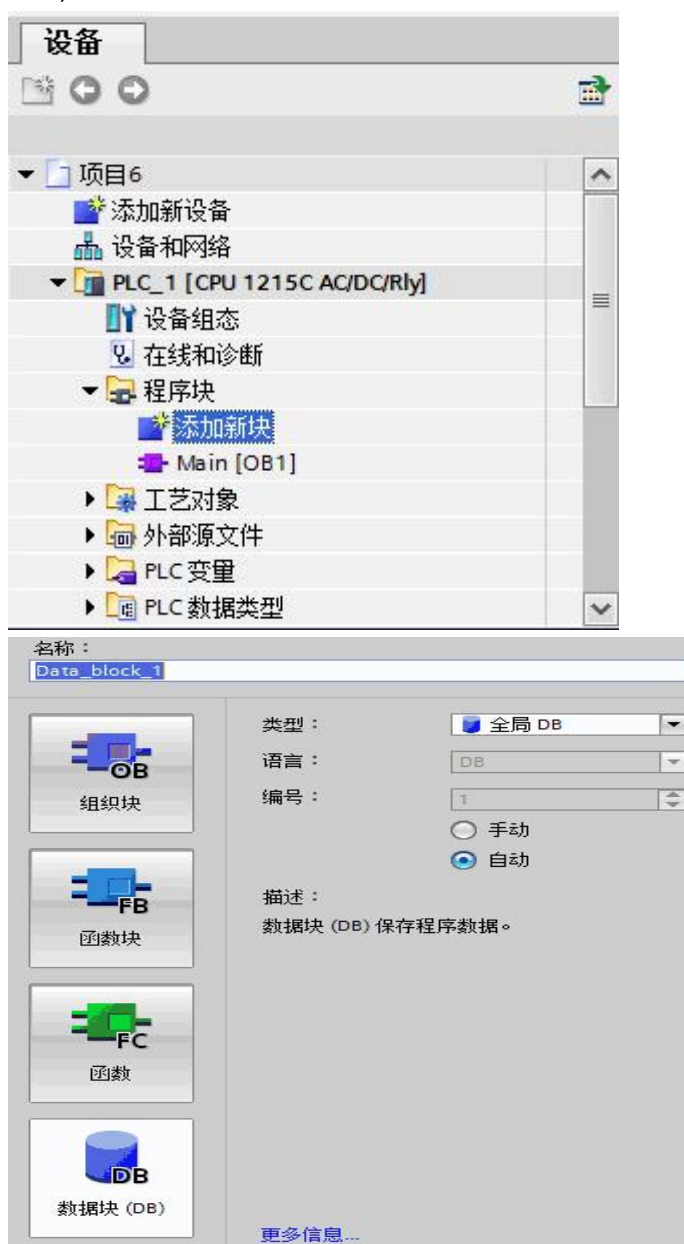 设备
项目6
添加新设备
设备和网络
PLC_1 [CPU 1215C AC/DC/Rly]
设备组态
在线和诊断
程序块
添加新块
Main [OB1]
工艺对象
外部源文件
PLC 变量
PLC 数据类型
名称：
Data_block_1
OB
组织块
FB
函数块
FC
函数
DB
数据块 (DB)
类型：
全局 DB
语言：
DB
编号：
1
手动
自动
描述：
数据块 (DB) 保存程序数据。
更多信息...